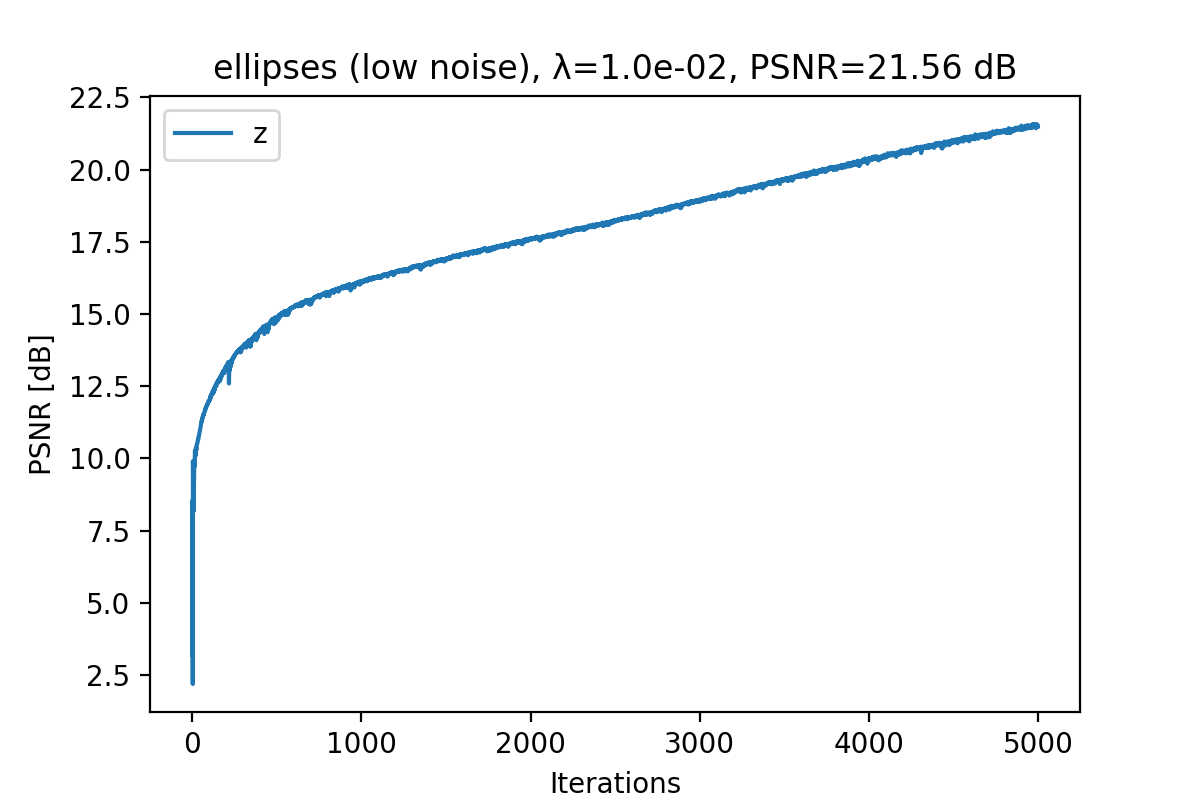 ellipses (low noise), λ=1.0e-02, PSNR=21.56 dB
z
PSNR [dB]
22.5
20.0
17.5
15.0
12.5
10.0
7.5
5.0
2.5
0 1000 2000 3000 4000 5000
Iterations